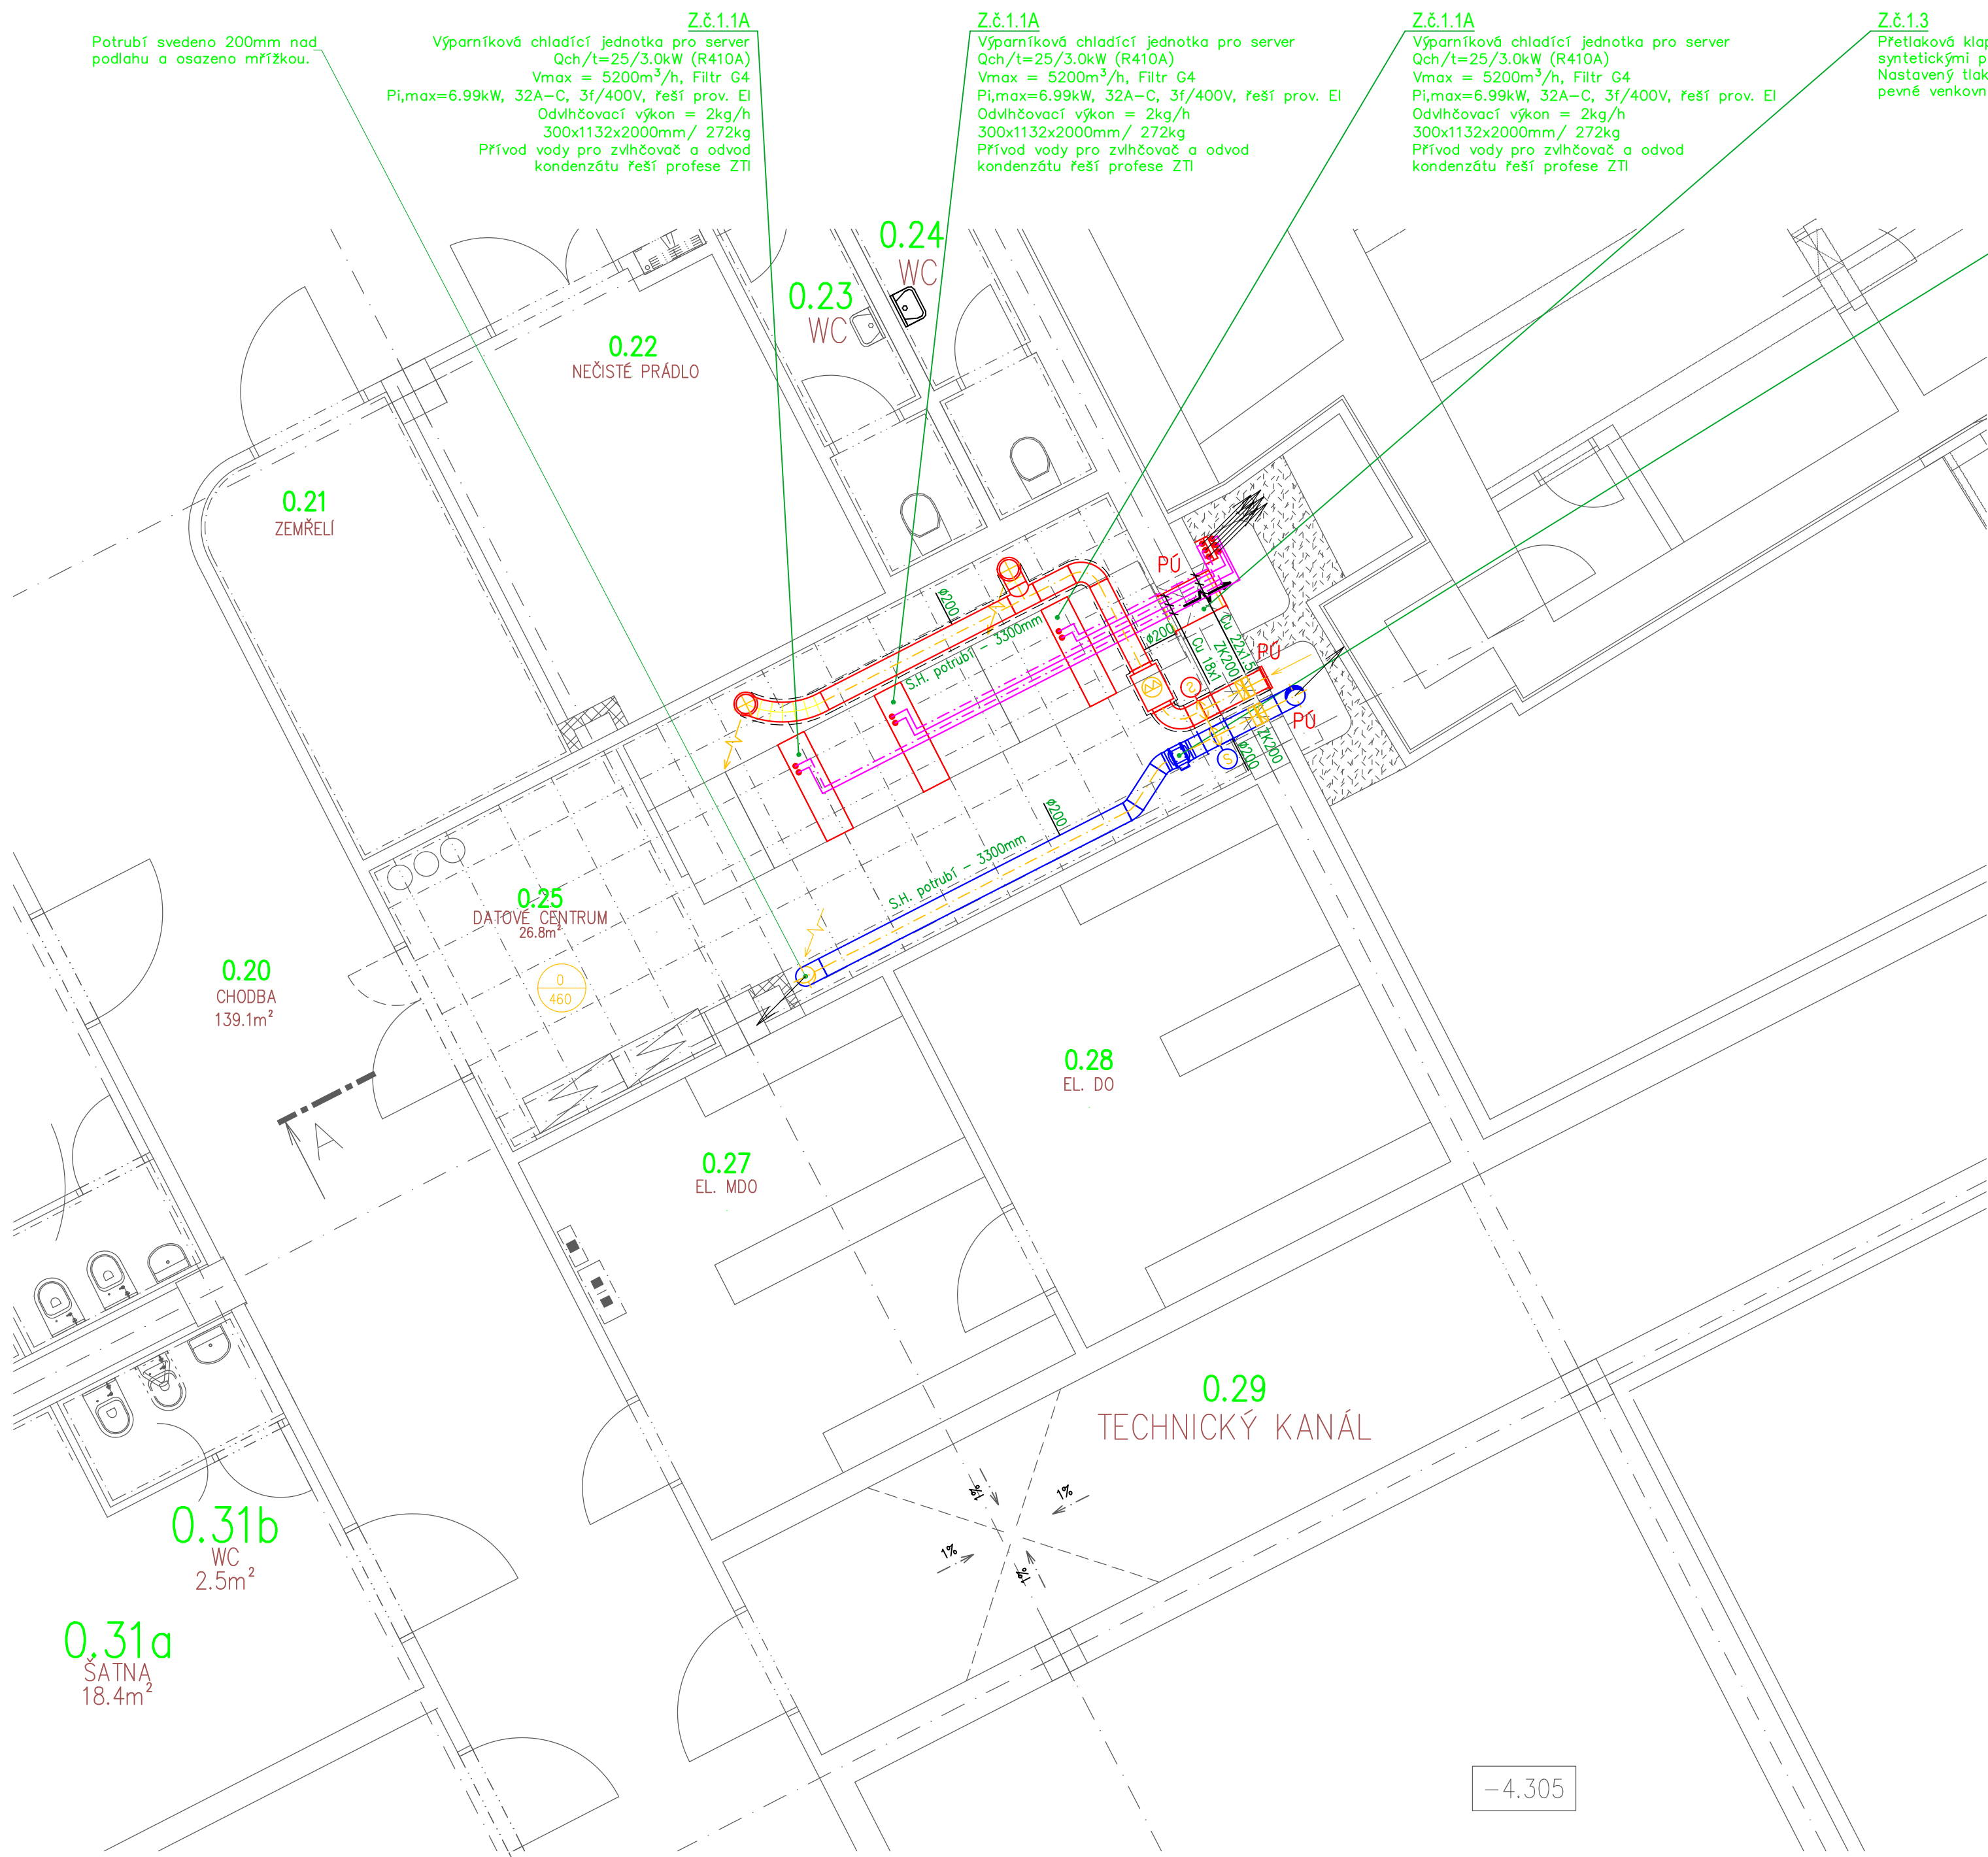 Potrubí svedeno 200mm nad
podlahu a osazeno mřížkou.
Z.č.1.1A
Výparníková chladící jednotka pro server
Qch/t=25/3.0kW (R410A)
Vmax = 5200m³/h, Filtr G4
Pi,max=6.99kW, 32A-C, 3f/400V, řeší prov. El
Odvlhčovací výkon = 2kg/h
300x1132x2000mm/ 272kg
Přívod vody pro zvlhčovač a odvod
kondenzátu řeší profese ZTI
Z.č.1.1A
Výparníková chladící jednotka pro server
Qch/t=25/3.0kW (R410A)
Vmax = 5200m³/h, Filtr G4
Pi,max=6.99kW, 32A-C, 3f/400V, řeší prov. El
Odvlhčovací výkon = 2kg/h
300x1132x2000mm/ 272kg
Přívod vody pro zvlhčovač a odvod
kondenzátu řeší profese ZTI
Z.č.1.1A
Výparníková chladící jednotka pro server
Qch/t=25/3.0kW (R410A)
Vmax = 5200m³/h, Filtr G4
Pi,max=6.99kW, 32A-C, 3f/400V, řeší prov. El
Odvlhčovací výkon = 2kg/h
300x1132x2000mm/ 272kg
Přívod vody pro zvlhčovač a odvod
kondenzátu řeší profese ZTI
Z.č.1.3
Přetlaková
syntetickými
Nastavený
pevné
0.24
WC
0.23
WC
0.22
NEČISTÉ PRÁDLO
0.21
ZEMŘELÍ
PÚ
ø200
S.H. potrubí - 3300mm
ø200
Cu 18x1
ZK200
Cu 22x1.5
PÚ
PÚ
ZK200
ø200
S
S
ø200
S.H. potrubí - 3300mm
0.25
DATOVÉ CENTRUM
26.8m²
0
460
0.20
CHODBA
139.1m²
A
0.28
EL. DO
0.27
EL. MDO
0.29
TECHNICKÝ KANÁL
1%
1%
1%
1%
0.31b
WC
2.5m²
0.31a
ŠATNA
18.4m²
-4.305